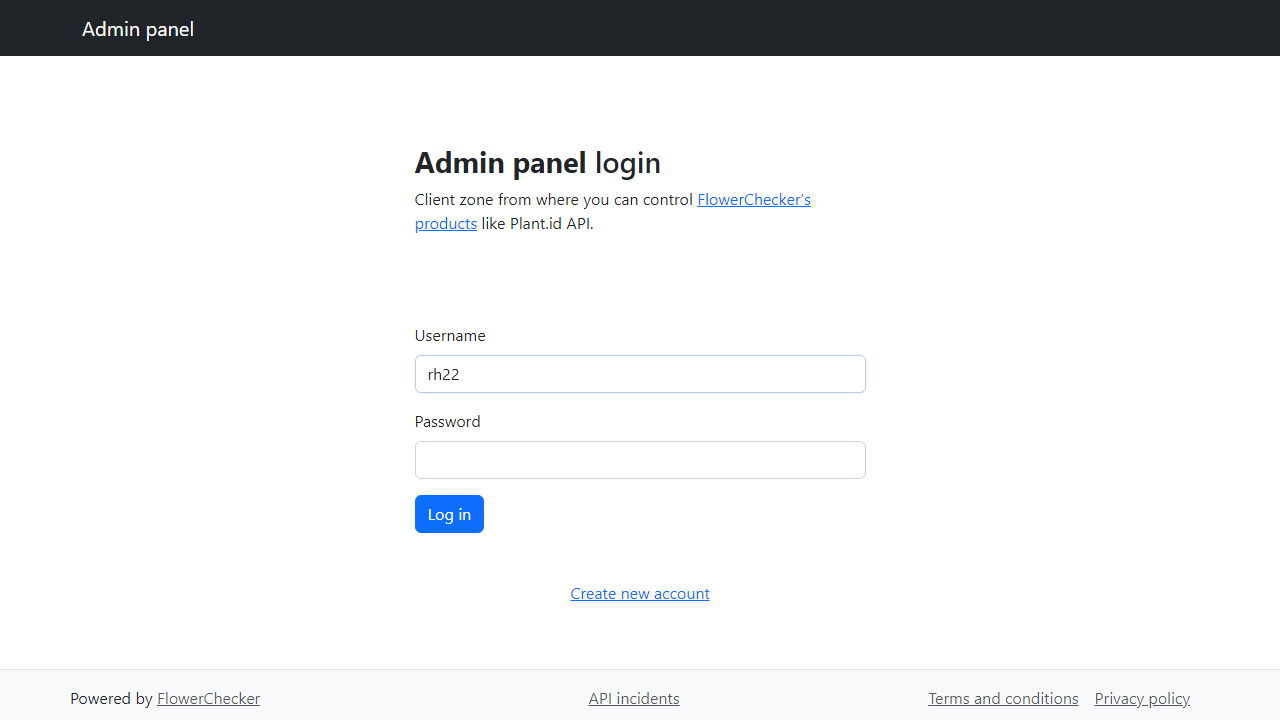 Admin panel
Admin panel login
Client zone from where you can control FlowerChecker's
products like Plant.id API.
Username
rh22
Password
Log in
Create new account
Powered by FlowerChecker
API incidents
Terms and conditions
Privacy policy